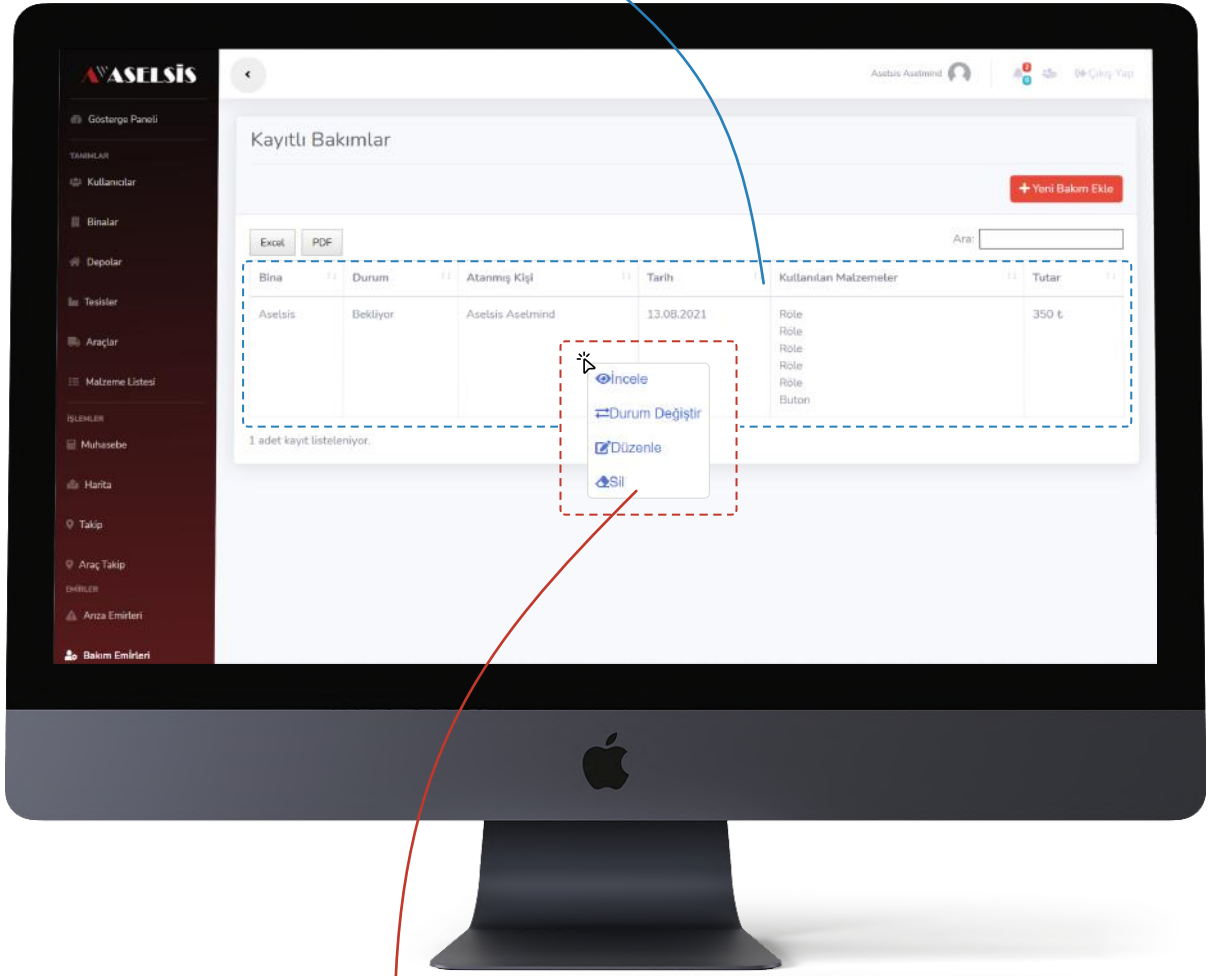 ASELSİS
Aselsis Aselmind
Çıkış Yap
Gösterge Paneli
TANIMLAR
Kullanıcılar
Binalar
Depolar
Tesisler
Araçlar
Malzeme Listesi
İŞLEMLER
Muhasebe
Harita
Takip
Araç Takip
EMİRLER
Arıza Emirleri
Bakım Emirleri
Kayıtlı Bakımlar
+ Yeni Bakım Ekle
Excel PDF
Ara:
Bina Durum Atanmış Kişi Tarih Kullanılan Malzemeler Tutar
Aselsis Bekliyor Aselsis Aselmind 13.08.2021 Röle 350 ₺
Röle
Röle
Röle
Röle
Buton
İncele
Durum Değiştir
Düzenle
Sil
1 adet kayıt listeleniyor.